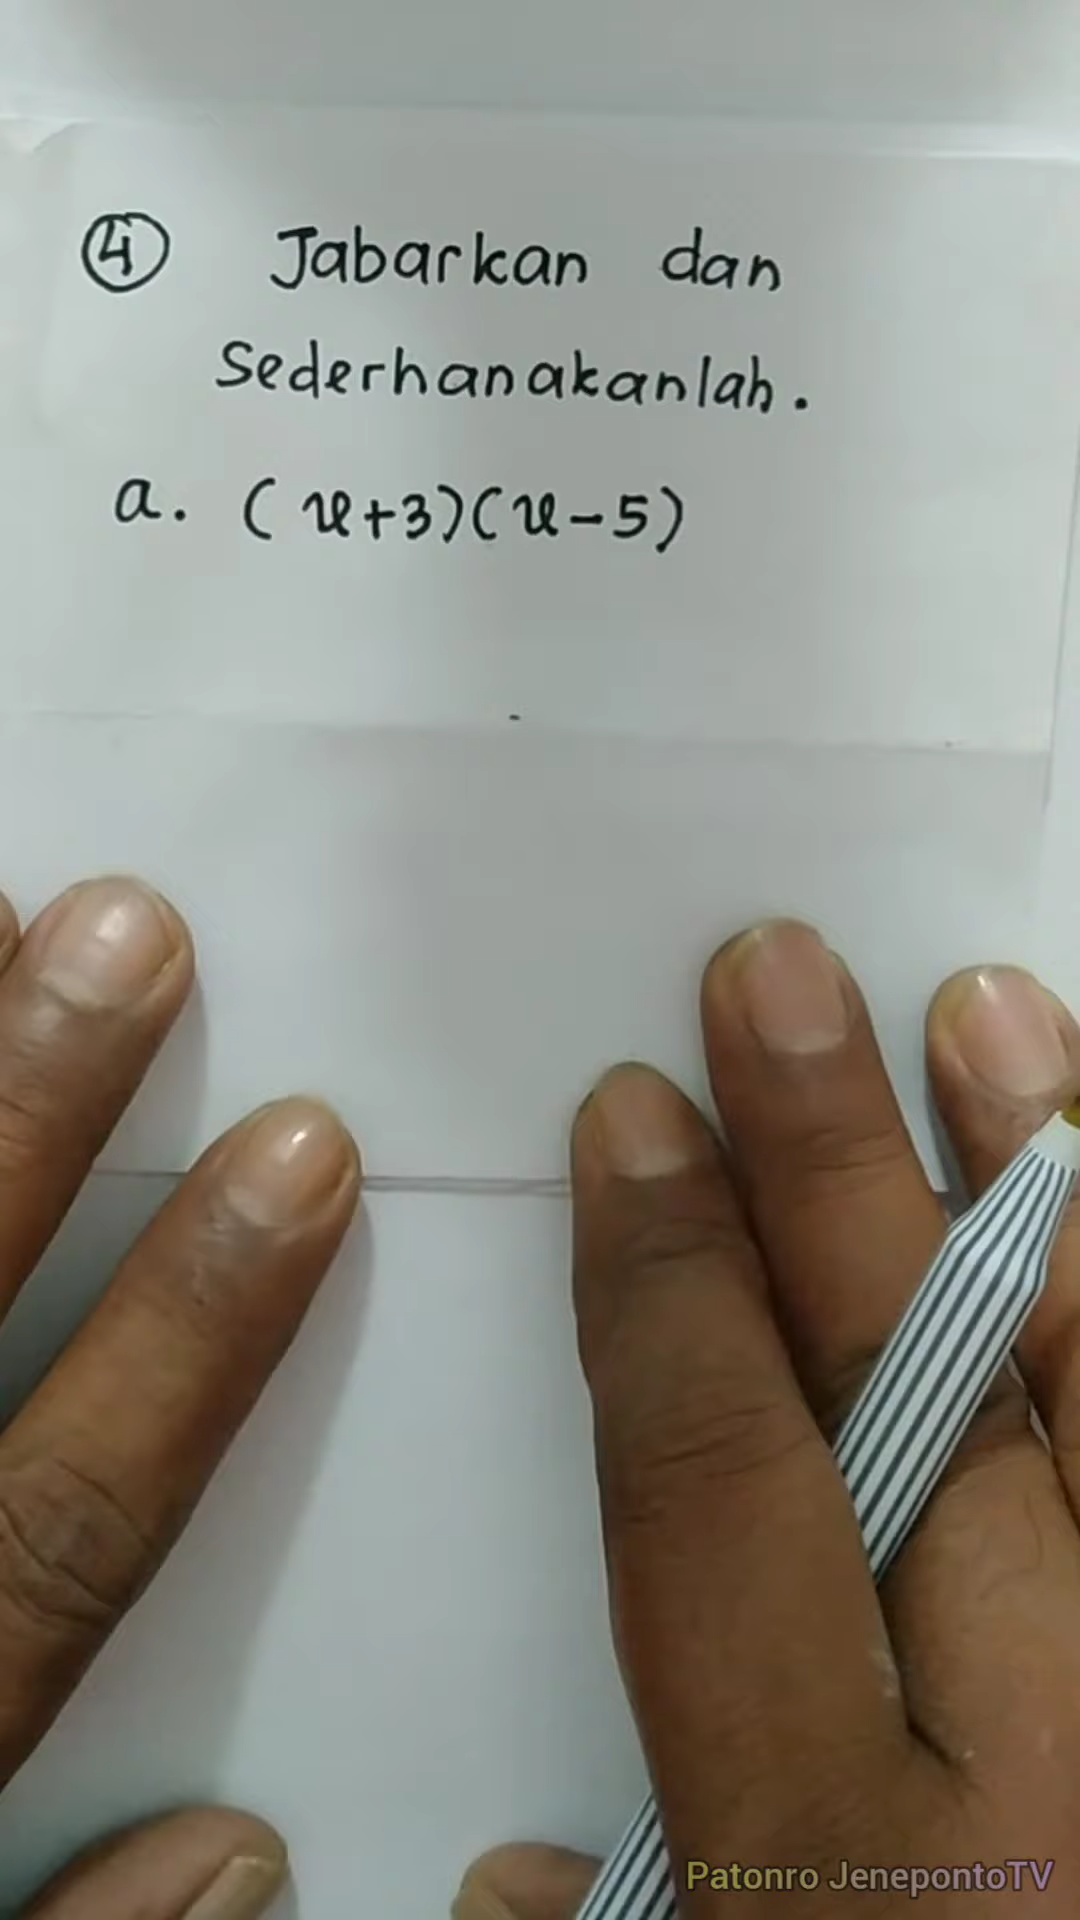 4 Jabarkan dan
Sederhanakanlah.
a. (x+3)(x-5)
Patonro JenepontoTV